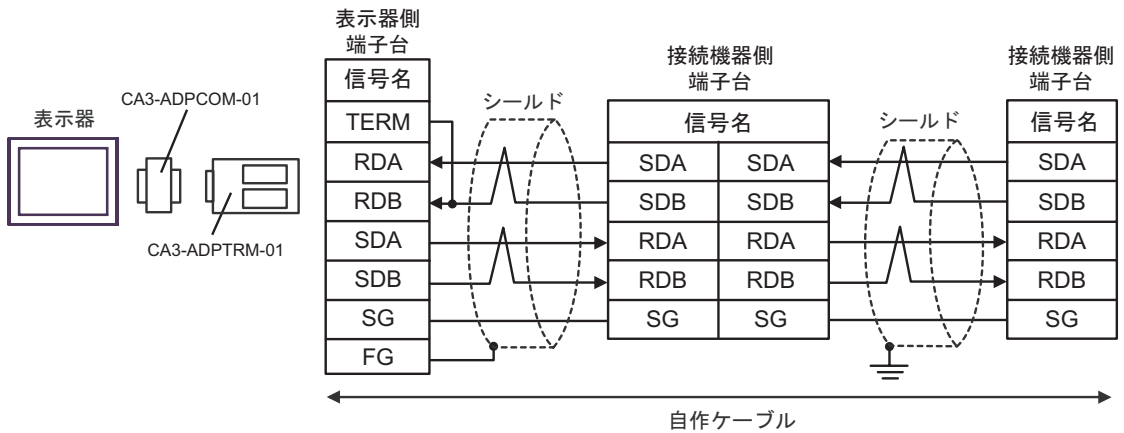 表示器
CA3-ADPCOM-01
CA3-ADPTRM-01
表示器側
端子台
信号名
TERM
RDA
RDB
SDA
SDB
SG
FG
シールド
接続機器側
端子台
信号名
SDA SDA
SDB SDB
RDA RDA
RDB RDB
SG SG
シールド
接続機器側
端子台
信号名
SDA
SDB
RDA
RDB
SG
自作ケーブル